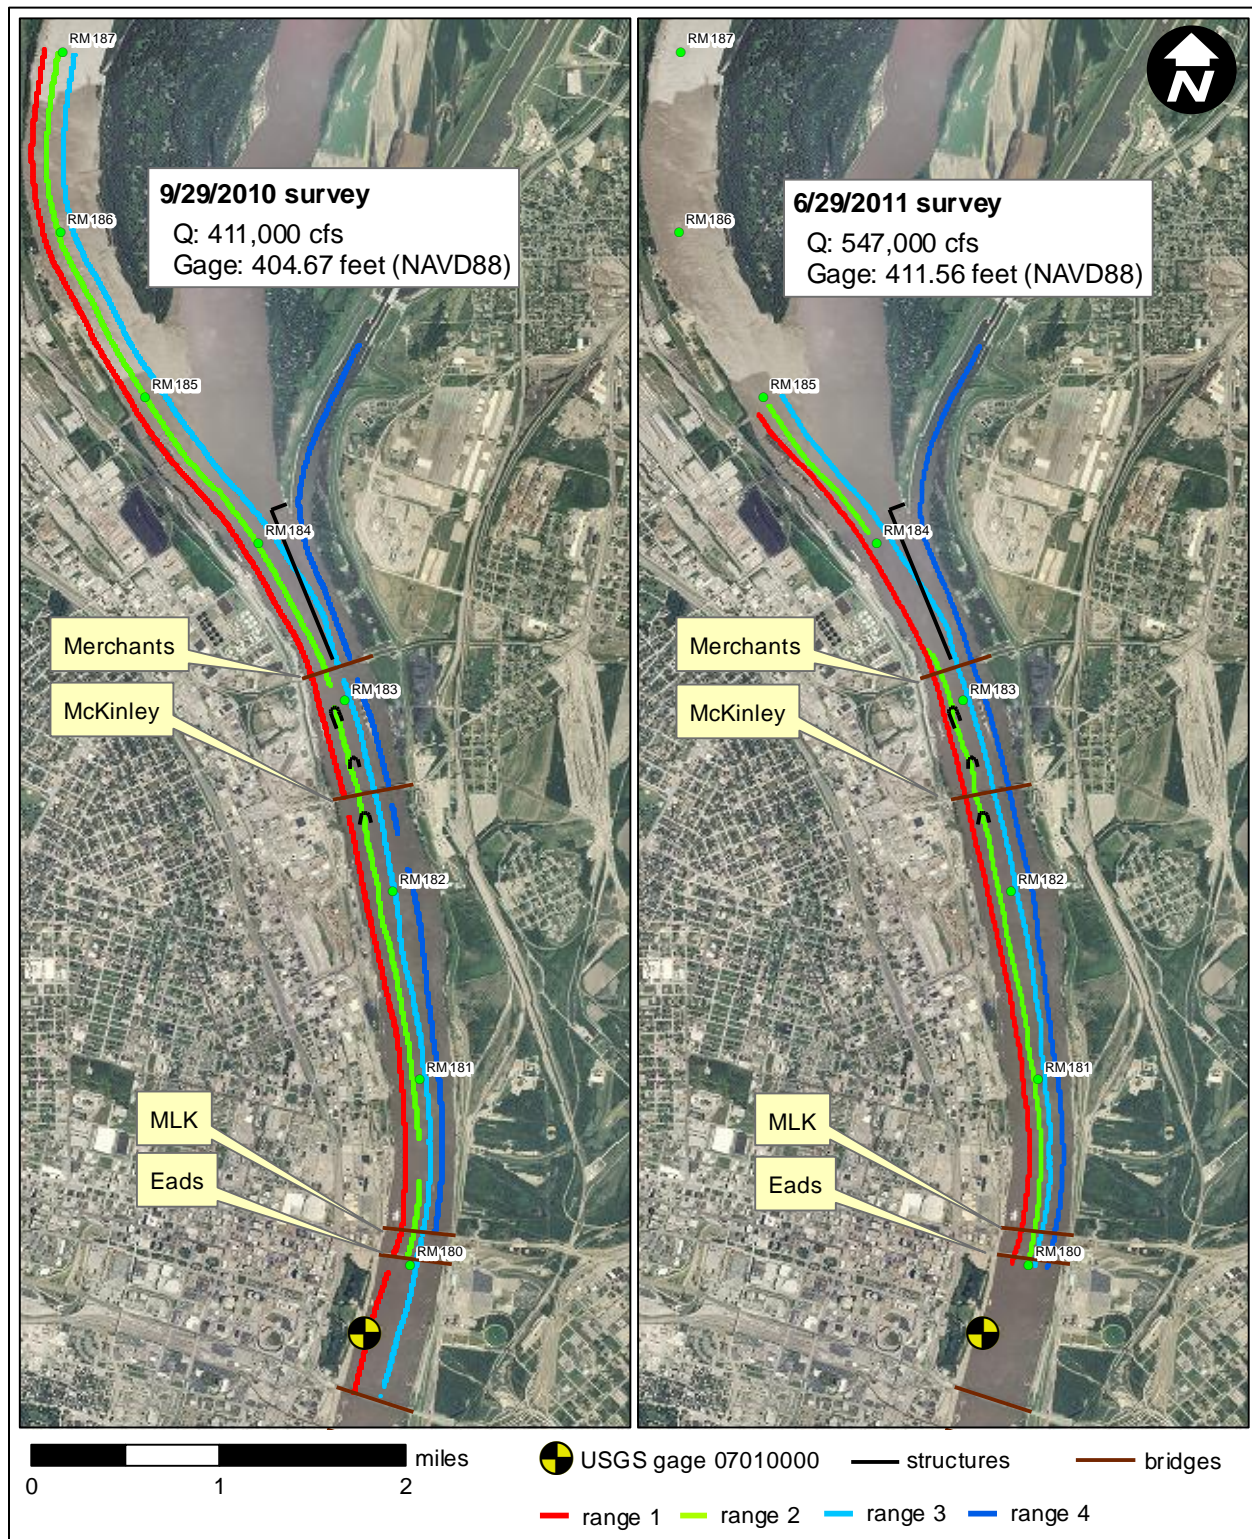 RM 187
RM 186
9/29/2010 survey
Q: 411,000 cfs
Gage: 404.67 feet (NAVD88)
RM 185
RM 184
Merchants
RM 183
McKinley
RM 182
RM 181
MLK
Eads
RM 180
RM 187
N
RM 186
6/29/2011 survey
Q: 547,000 cfs
Gage: 411.56 feet (NAVD88)
RM 185
RM 184
Merchants
RM 183
McKinley
RM 182
RM 181
MLK
Eads
RM 180
miles
0 1 2
USGS gage 07010000
structures
bridges
range 1
range 2
range 3
range 4